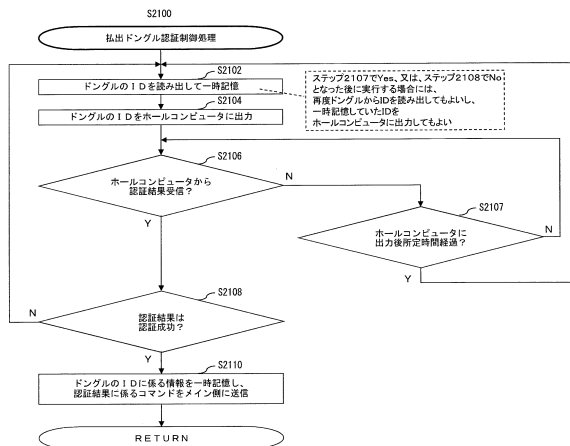 S2100
払出ドングル認証制御処理
S2102
ドングルのIDを読み出して一時記憶
ステップ2107でYes、又は、ステップ2108でNo
となった後に実行する場合には、
再度ドングルからIDを読み出してもよいし、
一時記憶していたIDを
ホールコンピュータに出力してもよい
S2104
ドングルのIDをホールコンピュータに出力
S2106
ホールコンピュータから
認証結果受信?
N
Y
S2107
ホールコンピュータに
出力後所定時間経過?
N
Y
S2108
N
認証結果は
認証成功?
Y
S2110
ドングルのIDに係る情報を一時記憶し、
認証結果に係るコマンドをメイン側に送信
RETURN